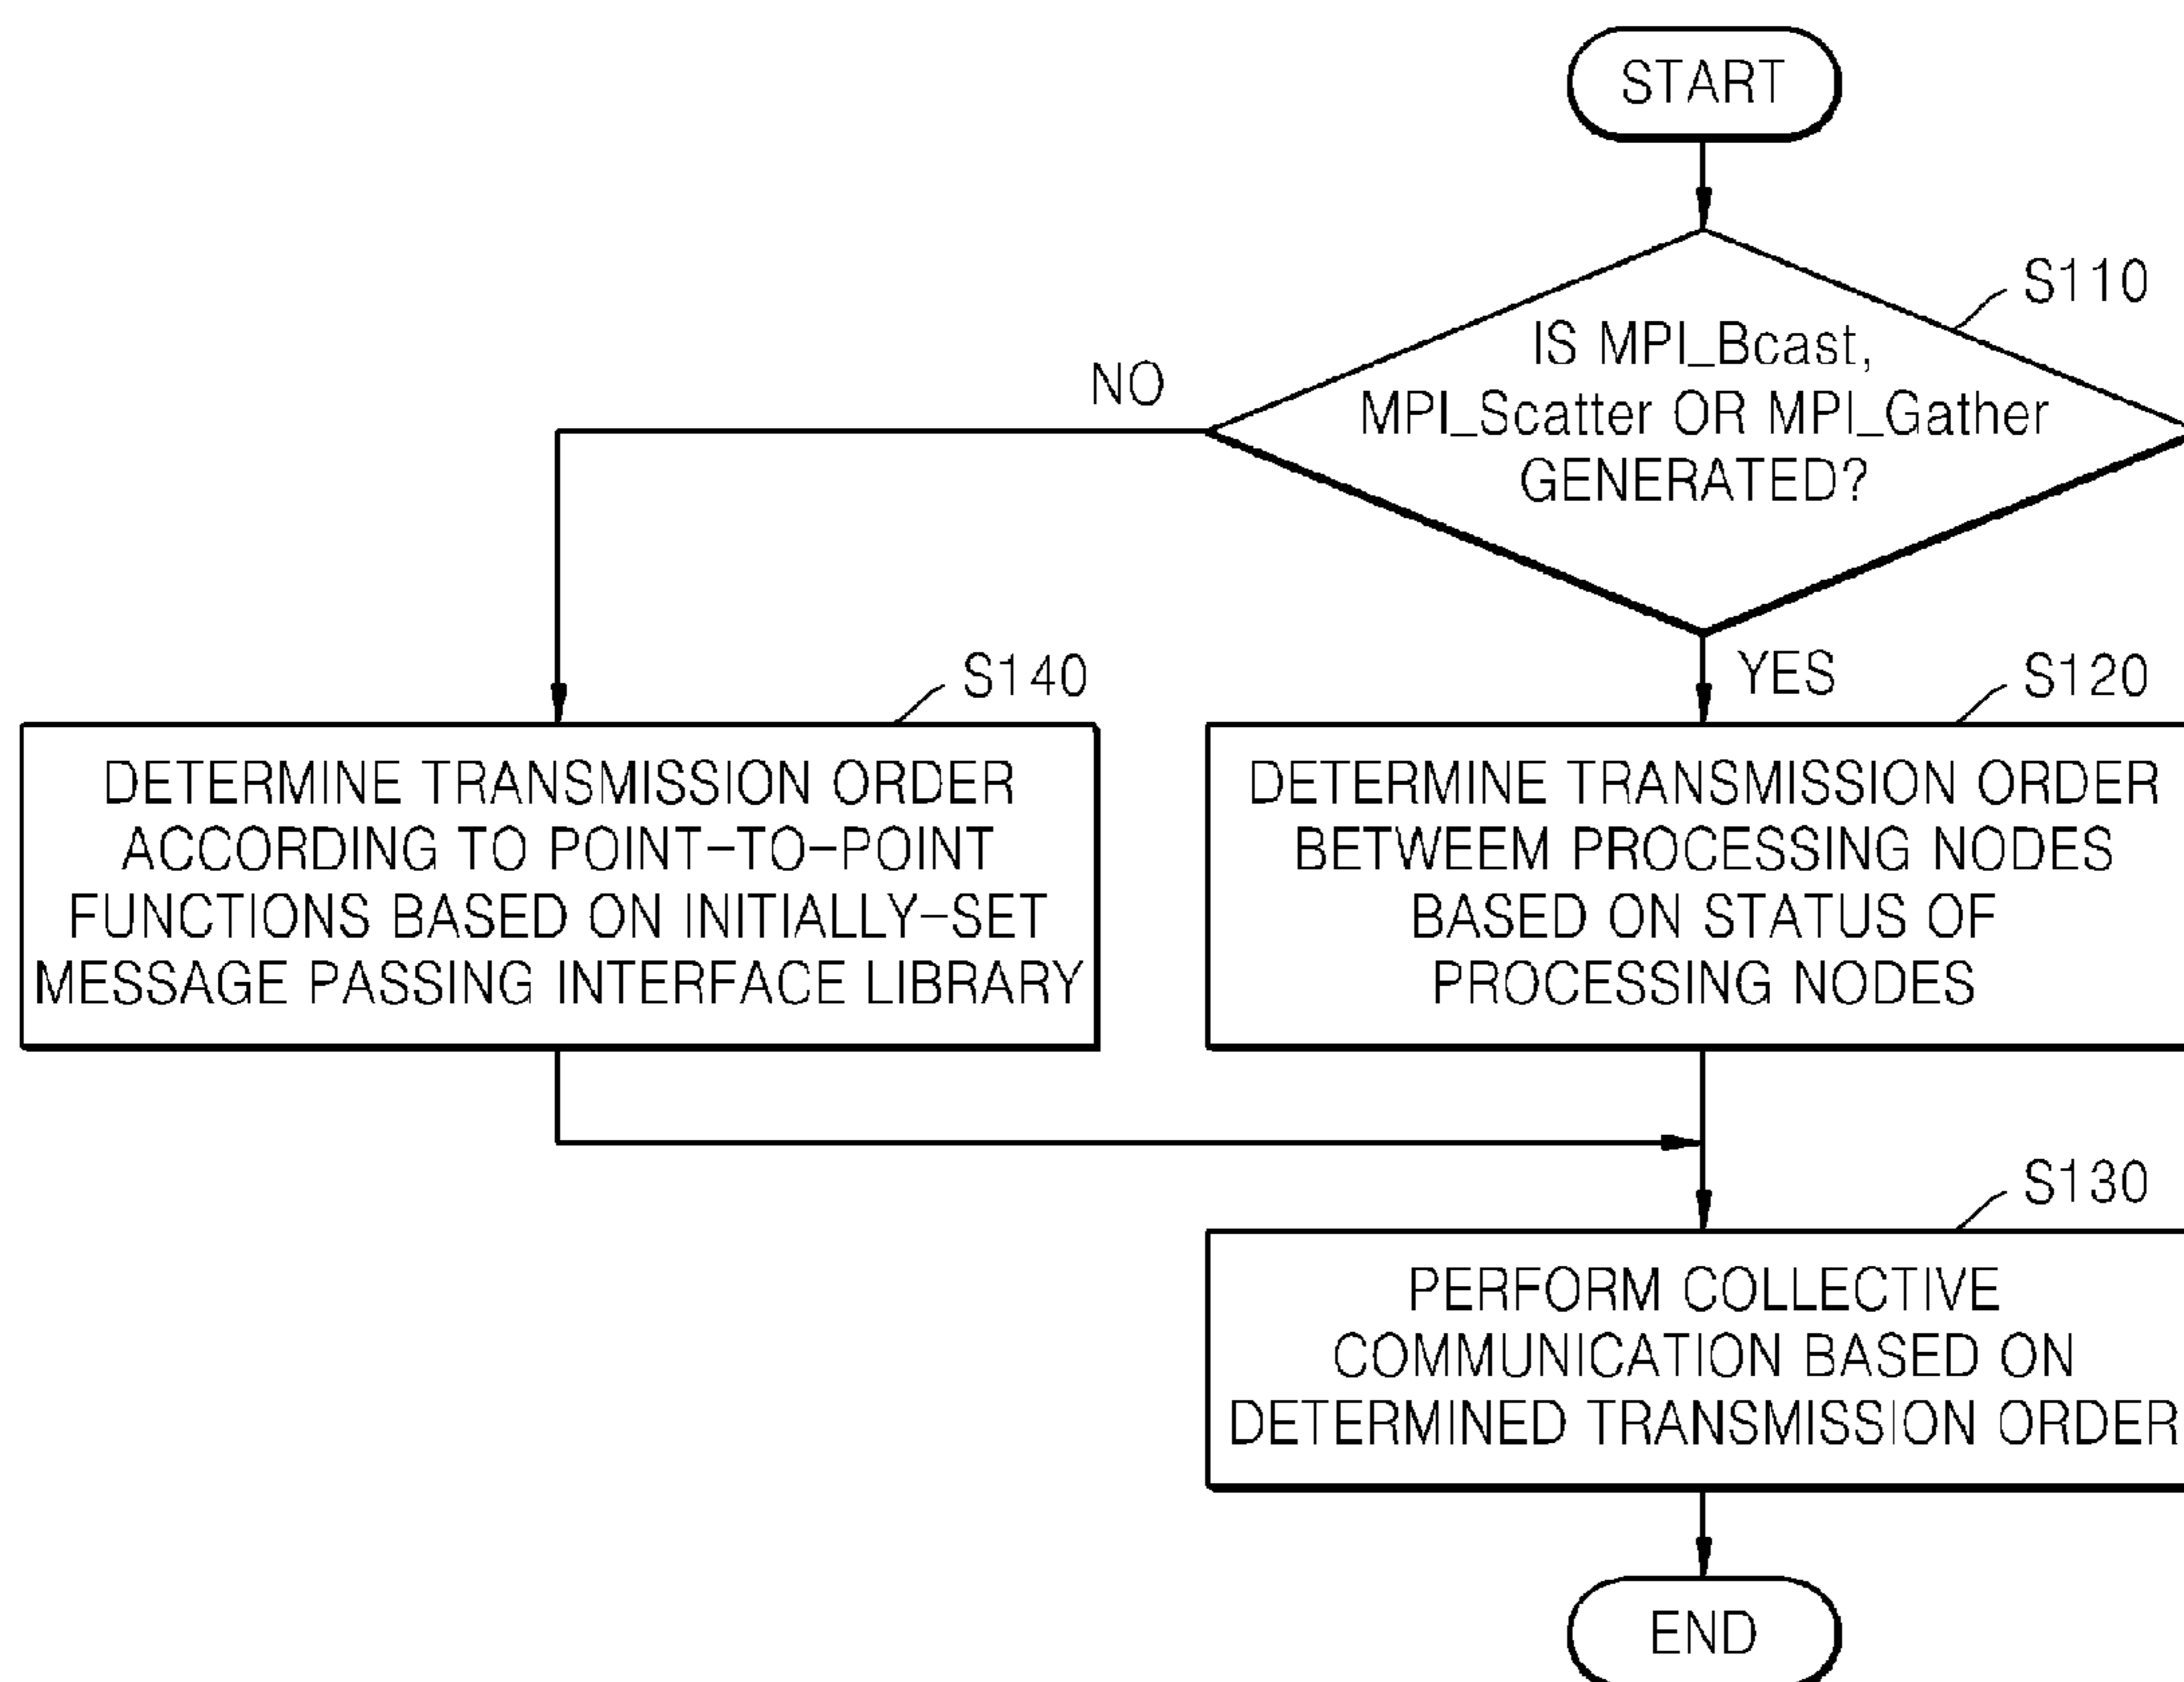 START
S110
IS MPI_Bcast,
MPI_Scatter OR MPI_Gather
GENERATED?
NO
YES
S140
DETERMINE TRANSMISSION ORDER
ACCORDING TO POINT-TO-POINT
FUNCTIONS BASED ON INITIALLY-SET
MESSAGE PASSING INTERFACE LIBRARY
S120
DETERMINE TRANSMISSION ORDER
BETWEEM PROCESSING NODES
BASED ON STATUS OF
PROCESSING NODES
S130
PERFORM COLLECTIVE
COMMUNICATION BASED ON
DETERMINED TRANSMISSION ORDER
END